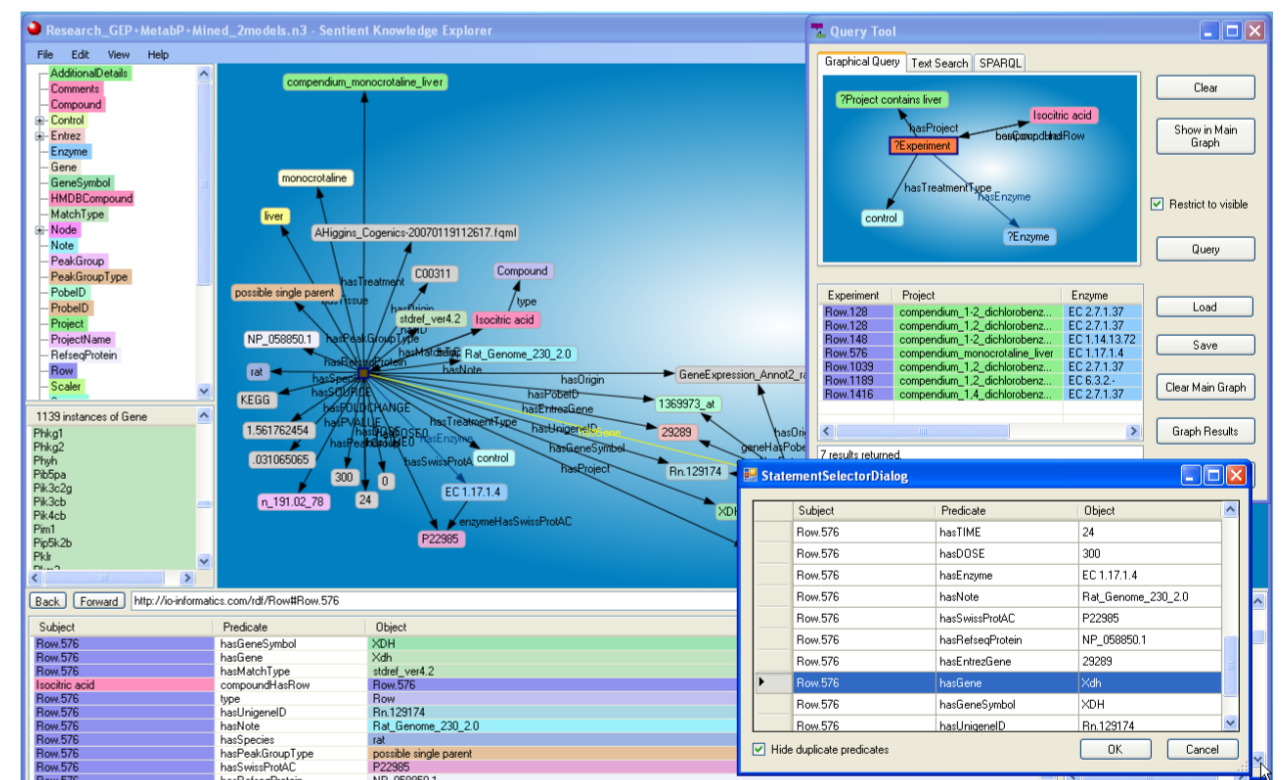 Research_GEP+MetabP+Mined_2models.n3 - Sentient Knowledge Explorer
File Edit View Help
AdditionalDetails
Comments
Compound
Control
Entrez
Enzyme
Gene
GeneSymbol
HMDBCompound
MatchType
Node
Note
PeakGroup
PeakGroupType
PobeID
ProbeID
Project
ProjectName
RefseqProtein
Row
Scaler
1139 instances of Gene
Phkg1
Phkg2
Phyh
Pib5pa
Pik3c2g
Pik3cb
Pik4cb
Pim1
Pip5k2b
Pklr
compendium_monocrotaline_liver
monocrotaline
liver
AHiggins_Cogenics-20070119112617.fqml
hasTreatment
C00311
Compound
possible single parent
type
stdref_ver4.2
Isocitric acid
NP_058850.1
Rat_Genome_230_2.0
hasNote
rat
hasOrigin
GeneExpression_Annot2_ra
KEGG
hasSOURCE
hasPobeID
1369973_at
hasFOLDCHANGE
hasEntrezGene
1.561762454
hasTreatmentType
hasUnigeneID
hasGene
29289
hasEnzyme
geneHasPobe
hasGeneSymbol
.031065065
hasSwissProtA
control
hasProject
Rn.129174
300
0
n_191.02_78
24
EC 1.17.1.4
enzymeHasSwissProtAC
P22985
Query Tool
Graphical Query Text Search SPARQL
?Project contains liver
Isocitric acid
hasProject
?Experiment
hasTreatmentType
hasEnzyme
control
?Enzyme
Clear
Show in Main
Graph
Restrict to visible
Query
Load
Save
Clear Main Graph
Graph Results
Experiment Project Enzyme
Row.128 compendium_1-2_dichlorobenz... EC 2.7.1.37
Row.128 compendium_1,2_dichlorobenz... EC 2.7.1.37
Row.148 compendium_1-2_dichlorobenz... EC 1.14.13.72
Row.576 compendium_monocrotaline_liver EC 1.17.1.4
Row.1039 compendium_1,2_dichlorobenz... EC 2.7.1.37
Row.1189 compendium_1,2_dichlorobenz... EC 6.3.2.-
Row.1416 compendium_1,4_dichlorobenz... EC 2.7.1.37
7 results returned.
StatementSelectorDialog
Subject Predicate Object
Row.576 hasTIME 24
Row.576 hasDOSE 300
Row.576 hasEnzyme EC 1.17.1.4
Row.576 hasNote Rat_Genome_230_2.0
Row.576 hasSwissProtAC P22985
Row.576 hasRefseqProtein NP_058850.1
Row.576 hasEntrezGene 29289
Row.576 hasGene Xdh
Row.576 hasGeneSymbol XDH
Row.576 hasUnigeneID Rn.129174
Hide duplicate predicates OK Cancel
Back Forward http://io-informatics.com/rdf/Row#Row.576
Subject Predicate Object
Row.576 hasGeneSymbol XDH
Row.576 hasGene Xdh
Row.576 hasMatchType stdref_ver4.2
Isocitric acid compoundHasRow Row.576
Row.576 type Row
Row.576 hasUnigeneID Rn.129174
Row.576 hasNote Rat_Genome_230_2.0
Row.576 hasSpecies rat
Row.576 hasPeakGroupType possible single parent
Row.576 hasSwissProtAC P22985
Row.576 hasRefseqProtein NP_058850.1